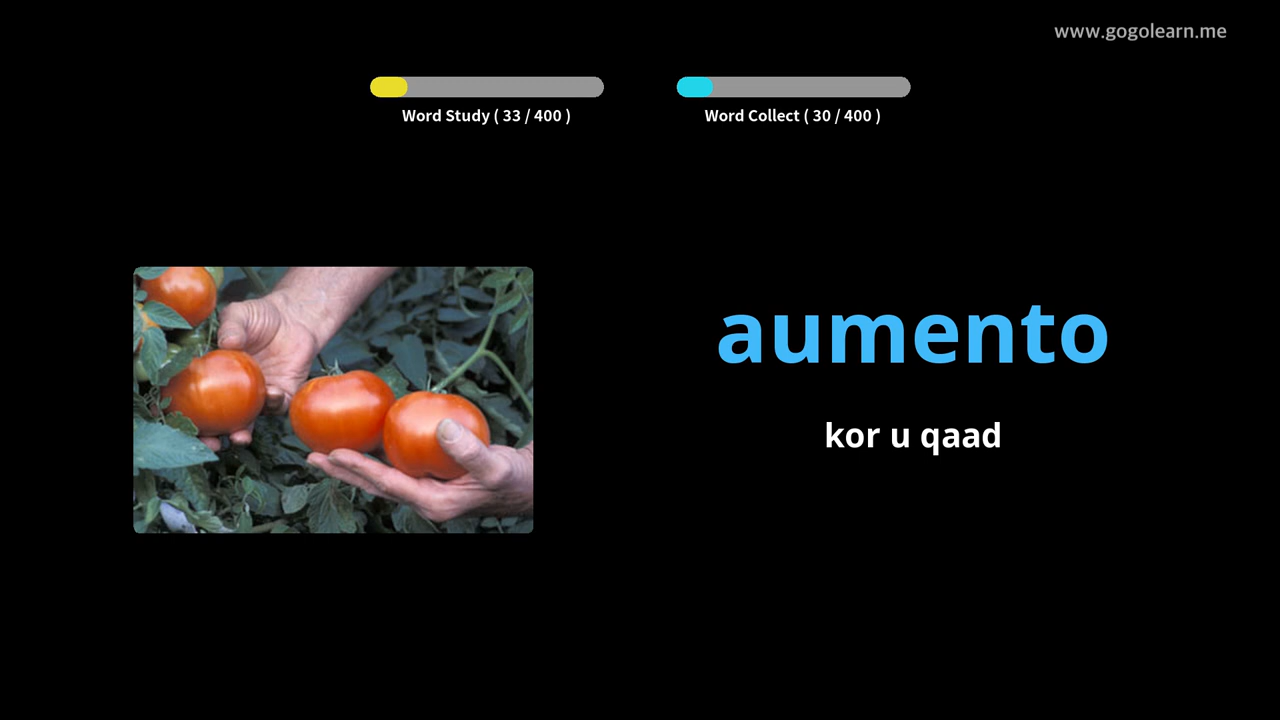 www.gogolearn.me
Word Study ( 33 / 400 )
Word Collect ( 30 / 400 )
aumento
kor u qaad